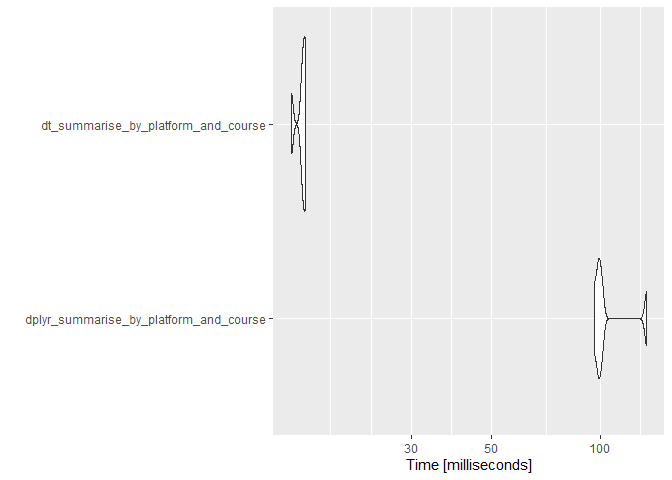 dt_summarise_by_platform_and_course
dplyr_summarise_by_platform_and_course
30 50 100
Time [milliseconds]